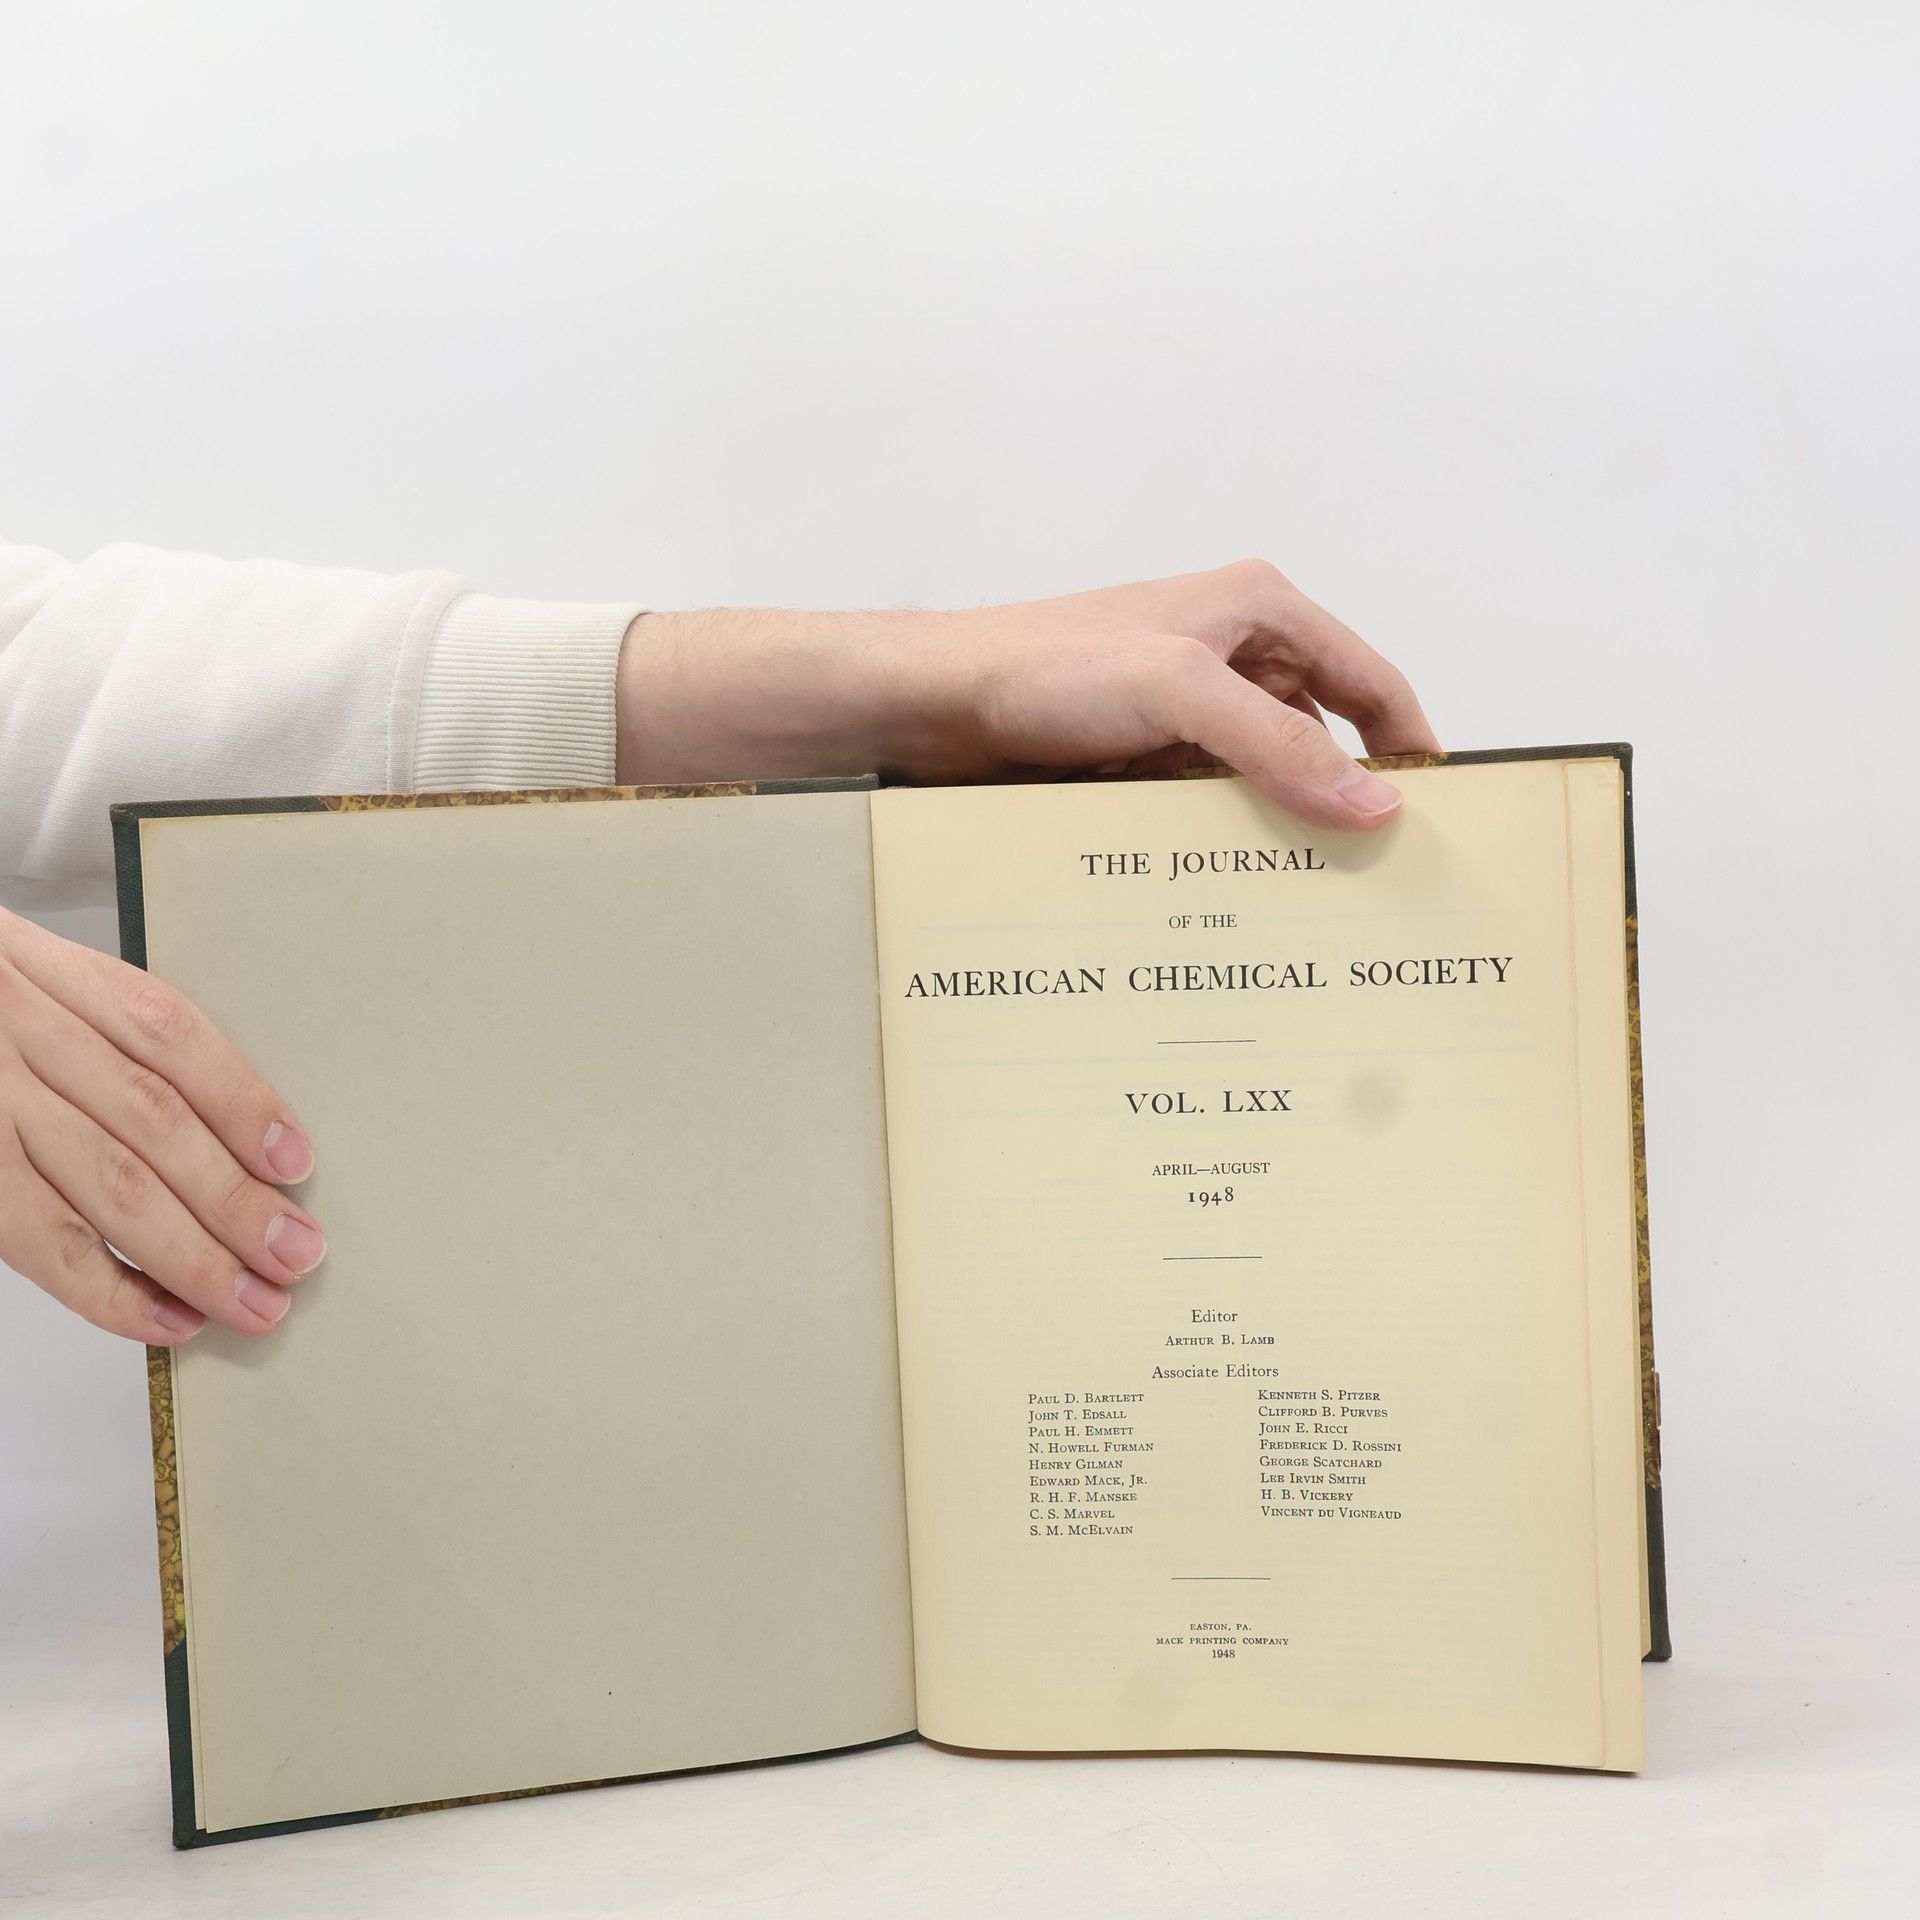 THE JOURNAL
OF THE
AMERICAN CHEMICAL SOCIETY
VOL. LXX
APRIL—AUGUST
1948
Editor
ARTHUR B. LAMB
Associate Editors
PAUL D. BARTLETT
JOHN T. EDSALL
PAUL H. EMMETT
N. HOWELL FURMAN
HENRY GILMAN
EDWARD MACK, JR.
R. H. F. MANSKE
C. S. MARVEL
S. M. MCELVAIN
KENNETH S. PITZER
CLIFFORD B. PURVES
JOHN E. RICCI
FREDERICK D. ROSSINI
GEORGE SCATCHARD
LEE IRVIN SMITH
H. B. VICKERY
VINCENT DU VIGNEAUD
EASTON, PA.
MACK PRINTING COMPANY
1948